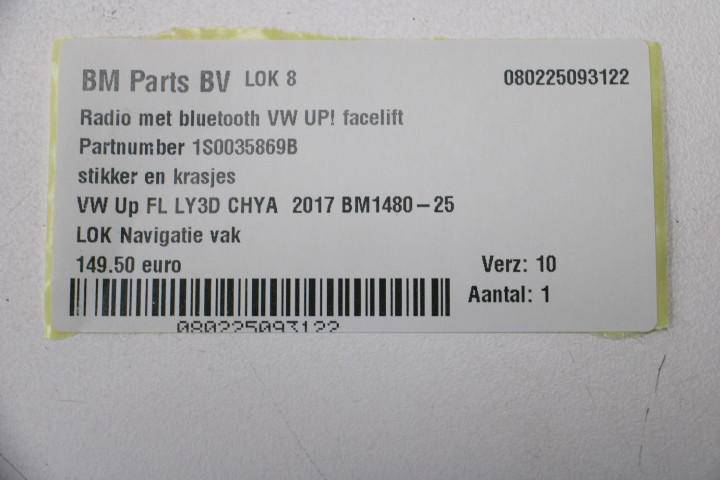 BM Parts BV LOK 8 080225093122
Radio met bluetooth VW UP! facelift
Partnumber 1S0035869B
stikker en krasjes
VW Up FL LY3D CHYA 2017 BM1480-25
LOK Navigatie vak
149.50 euro Verz: 10
Aantal: 1
080225093122